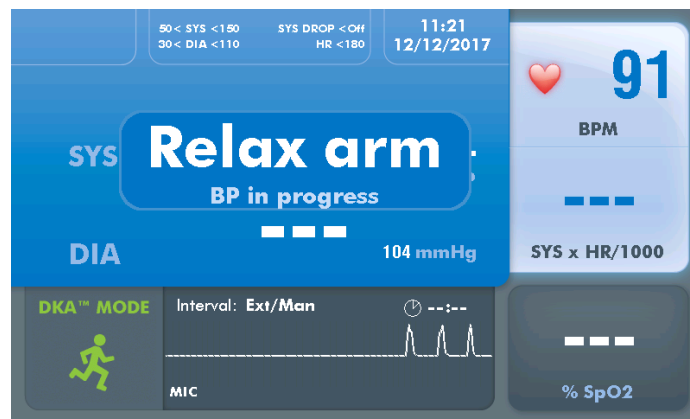 50 < SYS <150
30 < DIA <110
SYS DROP <Off
HR <180
11:21
12/12/2017
91
BPM
SYS
Relax arm
BP in progress
---
DIA
104 mmHg
---
SYS x HR/1000
DKA™ MODE
Interval: Ext/Man
--:--
MIC
---
% SpO2